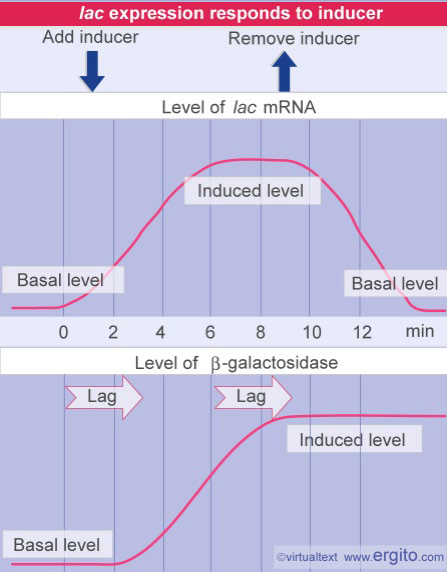 lac expression responds to inducer
Add inducer
Remove inducer
Level of lac mRNA
Induced level
Basal level
Basal level
0 2 4 6 8 10 12 min
Level of β-galactosidase
Lag
Lag
Induced level
Basal level
©virtualtext www.ergito.com